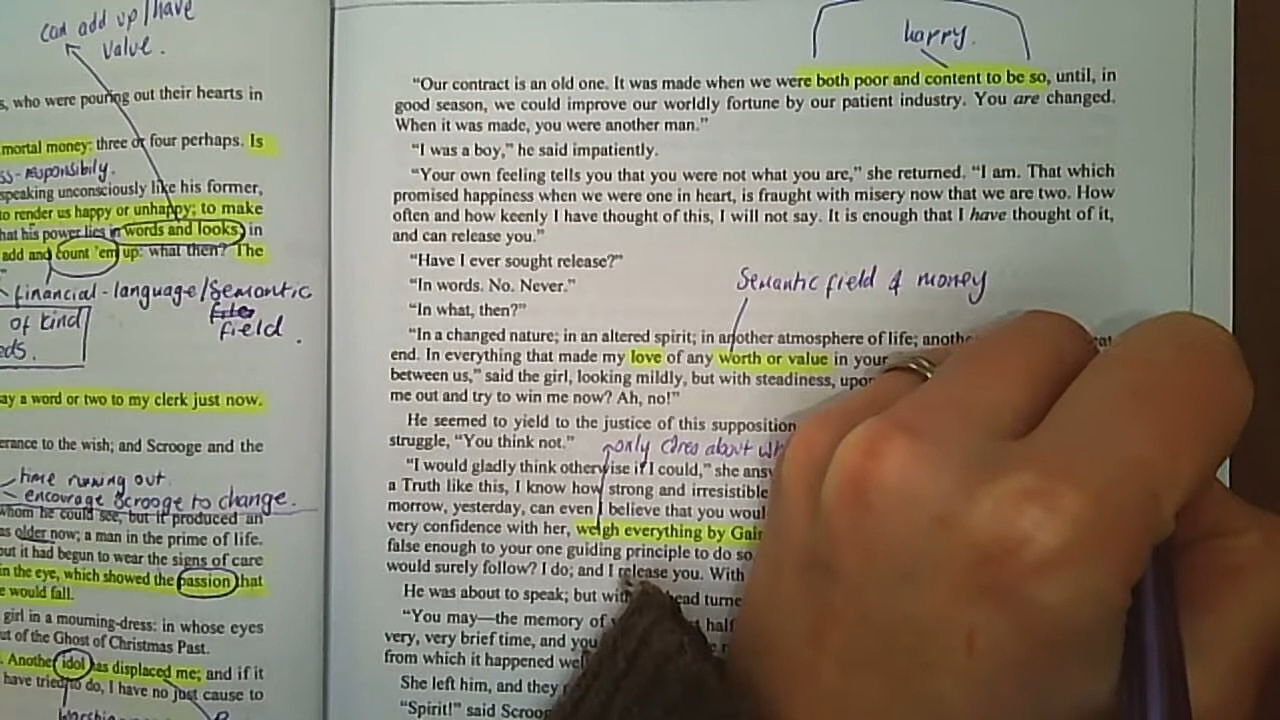 can add up/have
value.
s, who were pouring out their hearts in
mortal money: three or four perhaps. Is
ss-responsibily.
speaking unconsciously like his former,
to render us happy or unhappy; to make
hat his power lies in words and looks; in
add and count 'em up: what then? The
financial-language/semantic
field.
of kind
eds.
ay a word or two to my clerk just now.
erance to the wish; and Scrooge and the
time running out.
encourage Scrooge to change.
whom he could see, but it produced an
as older now; a man in the prime of life.
but it had begun to wear the signs of care
in the eye, which showed the passion that
e would fall.
girl in a mourning-dress: in whose eyes
ut of the Ghost of Christmas Past.
Another idol has displaced me; and if it
have tried to do, I have no just cause to
happy.
"Our contract is an old one. It was made when we were both poor and content to be so, until, in
good season, we could improve our worldly fortune by our patient industry. You are changed.
When it was made, you were another man."
"I was a boy," he said impatiently.
"Your own feeling tells you that you were not what you are," she returned. "I am. That which
promised happiness when we were one in heart, is fraught with misery now that we are two. How
often and how keenly I have thought of this, I will not say. It is enough that I have thought of it,
and can release you."
"Have I ever sought release?"
"In words. No. Never."
Semantic field of money
"In what, then?"
"In a changed nature; in an altered spirit; in another atmosphere of life;
end. In everything that made my love of any worth or value in your
between us," said the girl, looking mildly, but with steadiness,
me out and try to win me now? Ah, no!"
He seemed to yield to the justice of this supposition
struggle, "You think not."
only cares about
"I would gladly think otherwise if I could," she
a Truth like this, I know how strong and irresistible
morrow, yesterday, can even I believe that you
very confidence with her, weigh everything by
false enough to your one guiding principle to do so
would surely follow? I do; and I release you. With
He was about to speak; but with head
"You may—the memory of half
very, very brief time, and you
from which it happened
She left him, and they
"Spirit!" said